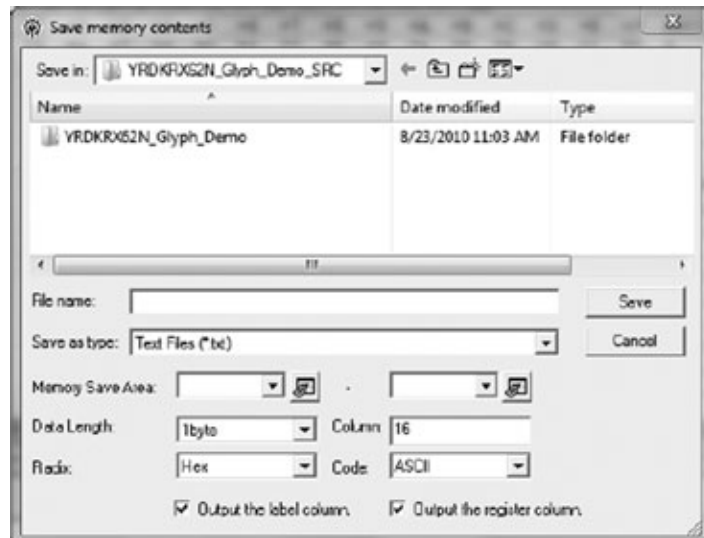 Save memory contents
Save in: YRDKRX62N_Glyph_Demo_SRC
Name Date modified Type
YRDKRX62N_Glyph_Demo 8/23/2010 11:03 AM File folder
File name: Save
Save as type: Text Files (*.txt) Cancel
Memory Save Area: -
Data Length: 1byte Column: 16
Radix: Hex Code: ASCII
Output the label column. Output the register column.